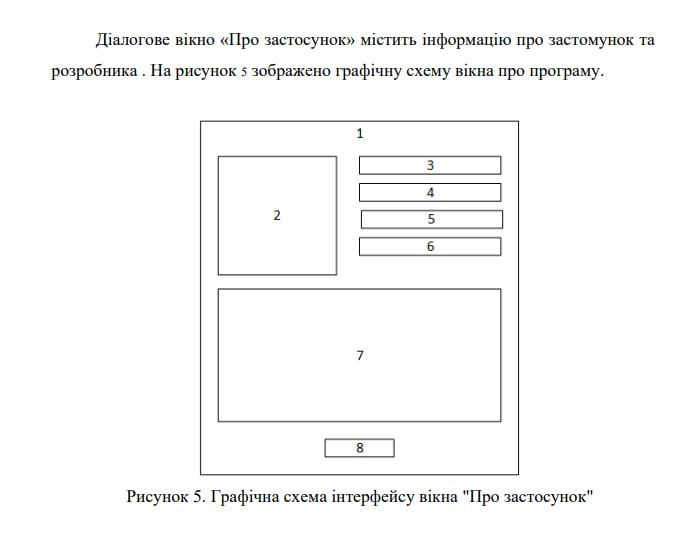 Діалогове вікно «Про застосунок» містить інформацію про застомунок та
розробника . На рисунок 5 зображено графічну схему вікна про програму.
1
2
3
4
5
6
7
8
Рисунок 5. Графічна схема інтерфейсу вікна "Про застосунок"